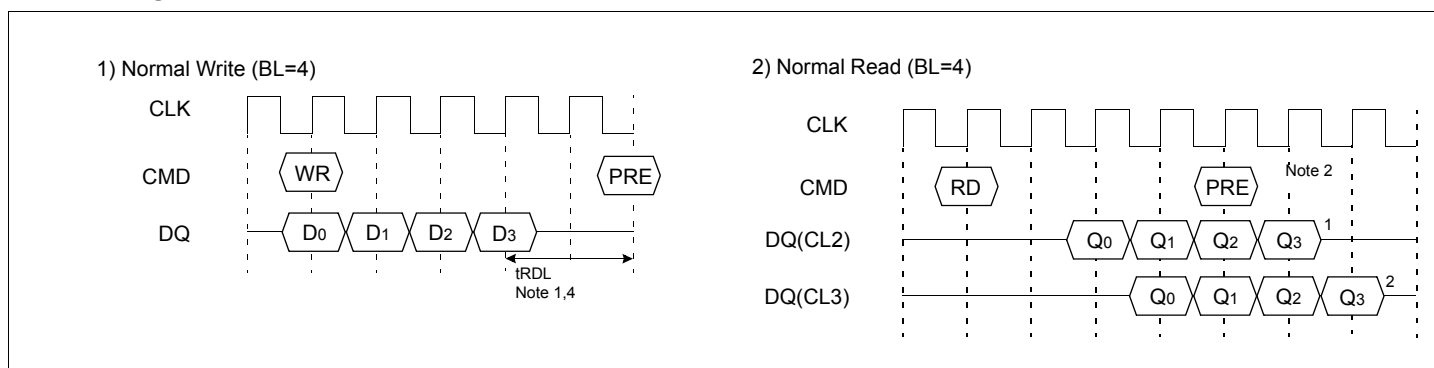 1) Normal Write (BL=4)
CLK
CMD
WR
PRE
DQ
D0 D1 D2 D3
tRDL
Note 1,4
2) Normal Read (BL=4)
CLK
CMD
RD
PRE
Note 2
DQ(CL2)
Q0 Q1 Q2 Q3 1
DQ(CL3)
Q0 Q1 Q2 Q3 2